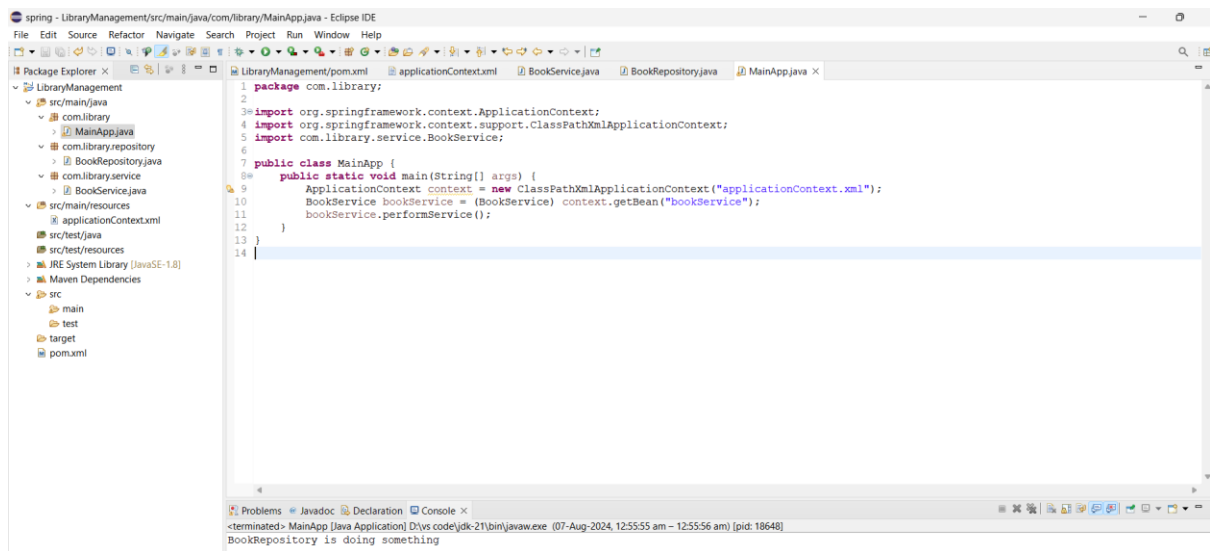 spring - LibraryManagement/src/main/java/com/library/MainApp.java - Eclipse IDE
File Edit Source Refactor Navigate Search Project Run Window Help
Package Explorer
LibraryManagement
src/main/java
com.library
MainApp.java
com.library.repository
BookRepository.java
com.library.service
BookService.java
src/main/resources
applicationContext.xml
src/test/java
src/test/resources
JRE System Library [JavaSE-1.8]
Maven Dependencies
src
main
test
target
pom.xml
LibraryManagement/pom.xml applicationContext.xml BookService.java BookRepository.java MainApp.java
1 package com.library;
2
3 import org.springframework.context.ApplicationContext;
4 import org.springframework.context.support.ClassPathXmlApplicationContext;
5 import com.library.service.BookService;
6
7 public class MainApp {
8 public static void main(String[] args) {
9 ApplicationContext context = new ClassPathXmlApplicationContext("applicationContext.xml");
10 BookService bookService = (BookService) context.getBean("bookService");
11 bookService.performService();
12 }
13 }
14
Problems Javadoc Declaration Console
<terminated> MainApp [Java Application] D:\vs code\jdk-21\bin\javaw.exe (07-Aug-2024, 12:55:55 am – 12:55:56 am) [pid: 18648]
BookRepository is doing something